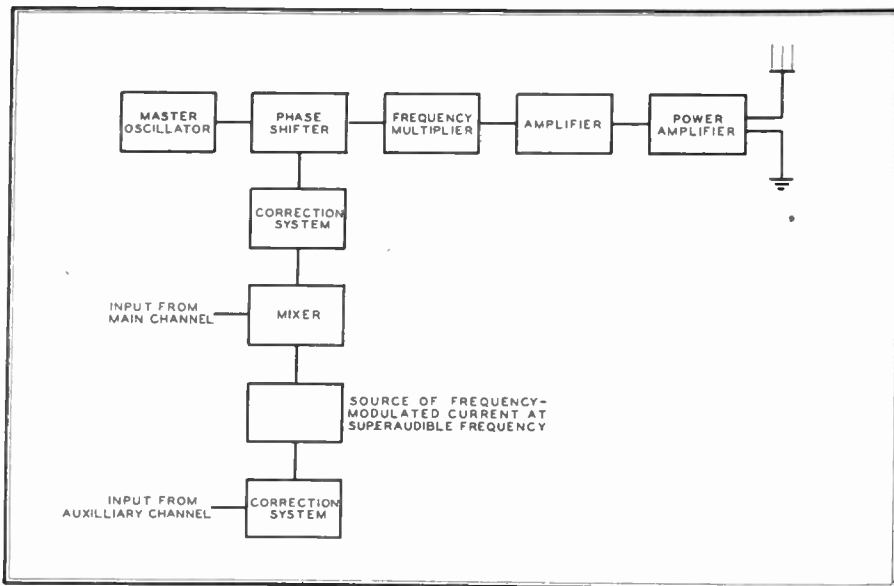 MASTER
OSCILLATOR
PHASE
SHIFTER
FREQUENCY
MULTIPLIER
AMPLIFIER
POWER
AMPLIFIER
CORRECTION
SYSTEM
INPUT FROM
MAIN CHANNEL
MIXER
SOURCE OF FREQUENCY-
MODULATED CURRENT AT
SUPERAUDIBLE FREQUENCY
INPUT FROM
AUXILLIARY CHANNEL
CORRECTION
SYSTEM